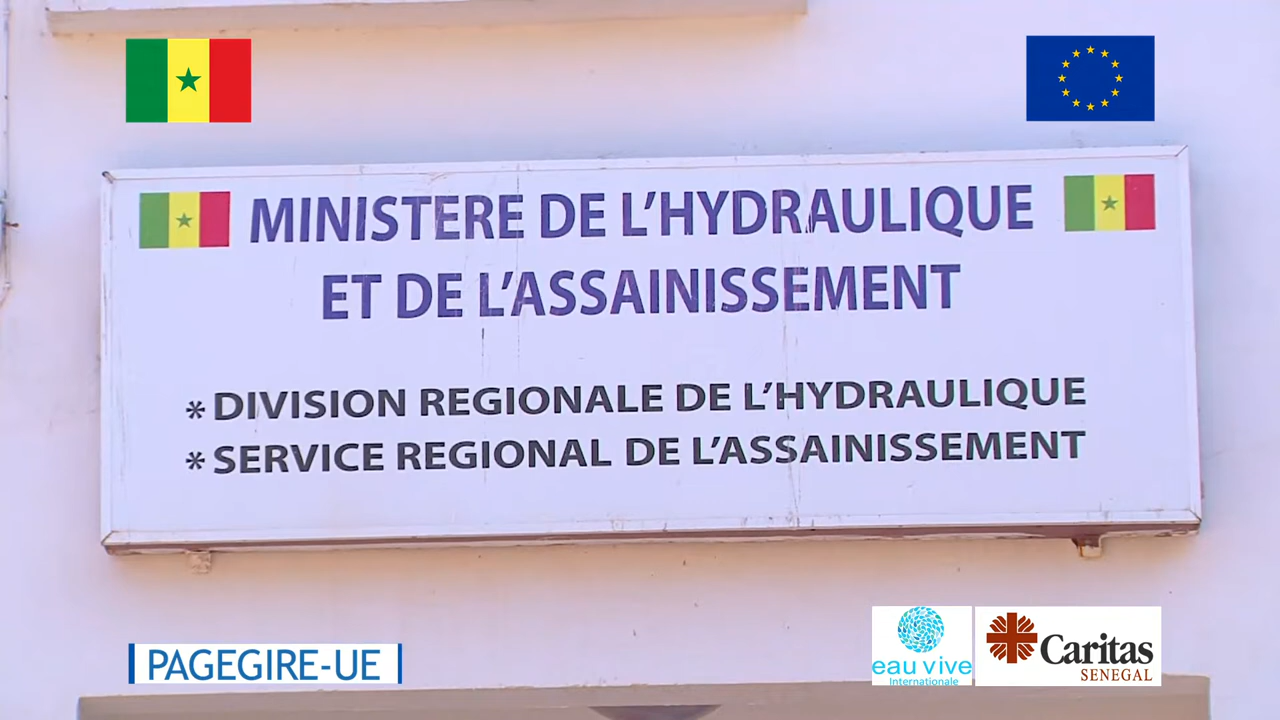 MINISTERE DE L'HYDRAULIQUE
ET DE L'ASSAINISSEMENT
* DIVISION REGIONALE DE L'HYDRAULIQUE
* SERVICE REGIONAL DE L'ASSAINISSEMENT
PAGEGIRE-UE
eau vive
Internationale
Caritas
SENEGAL